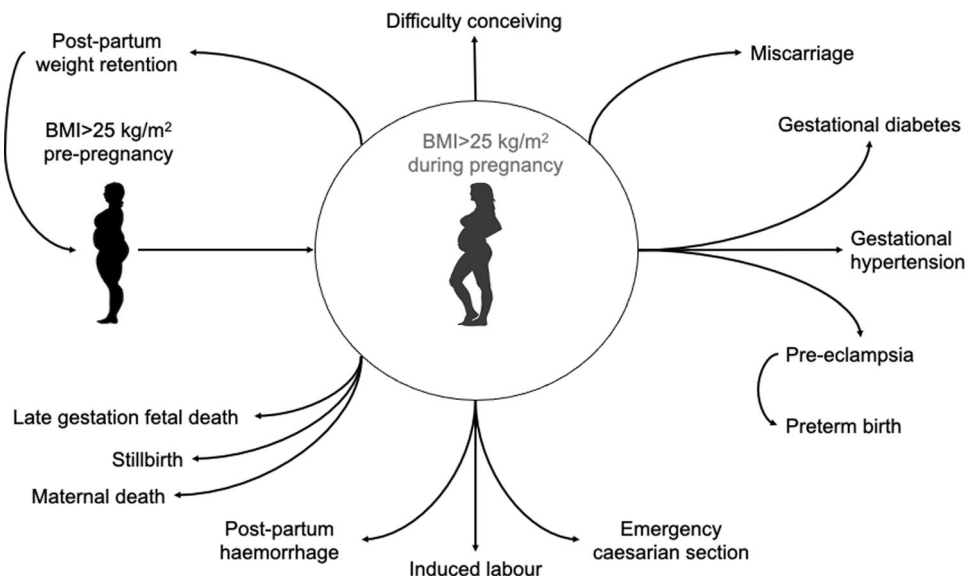 Difficulty conceiving
Post-partum
weight retention
Miscarriage
BMI>25 kg/m²
pre-pregnancy
BMI>25 kg/m²
during pregnancy
Gestational diabetes
Gestational
hypertension
Pre-eclampsia
Preterm birth
Late gestation fetal death
Stillbirth
Maternal death
Post-partum
haemorrhage
Induced labour
Emergency
caesarian section